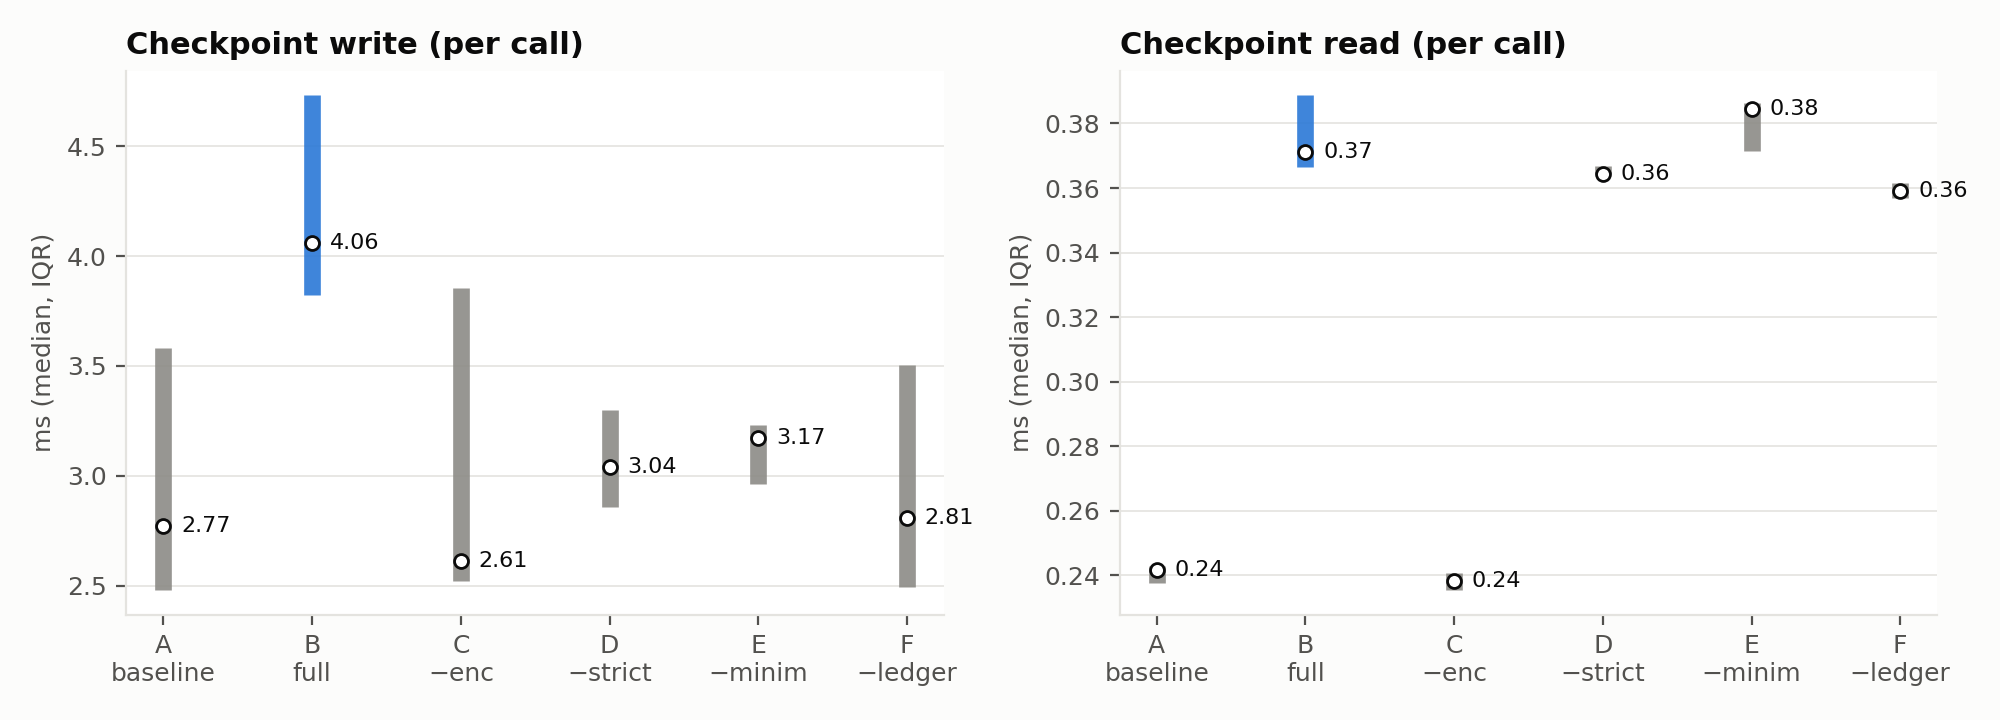 Checkpoint write (per call)
ms (median, IQR)
4.5
4.0
3.5
3.0
2.5
2.77
4.06
2.61
3.04
3.17
2.81
A
baseline
B
full
C
−enc
D
−strict
E
−minim
F
−ledger
Checkpoint read (per call)
ms (median, IQR)
0.38
0.36
0.34
0.32
0.30
0.28
0.26
0.24
0.24
0.37
0.24
0.36
0.38
0.36
A
baseline
B
full
C
−enc
D
−strict
E
−minim
F
−ledger